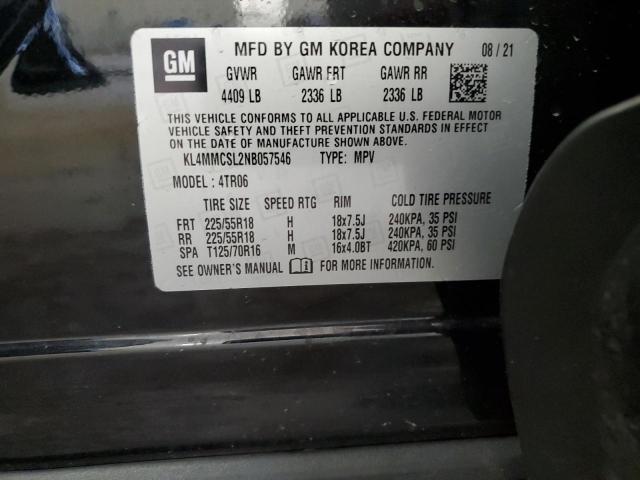 GM MFD BY GM KOREA COMPANY 08/21
GVWR GAWR FRT GAWR RR
4409 LB 2336 LB 2336 LB
THIS VEHICLE CONFORMS TO ALL APPLICABLE U.S. FEDERAL MOTOR
VEHICLE SAFETY AND THEFT PREVENTION STANDARDS IN EFFECT ON
THE DATE OF MANUFACTURE SHOWN ABOVE.
KL4MMCSL2NB057546 TYPE: MPV
MODEL: 4TR06
TIRE SIZE SPEED RTG RIM COLD TIRE PRESSURE
FRT 225/55R18 H 18x7.5J 240KPA, 35 PSI
RR 225/55R18 H 18x7.5J 240KPA, 35 PSI
SPA T125/70R16 M 16x4.0BT 420KPA, 60 PSI
SEE OWNER'S MANUAL FOR MORE INFORMATION.